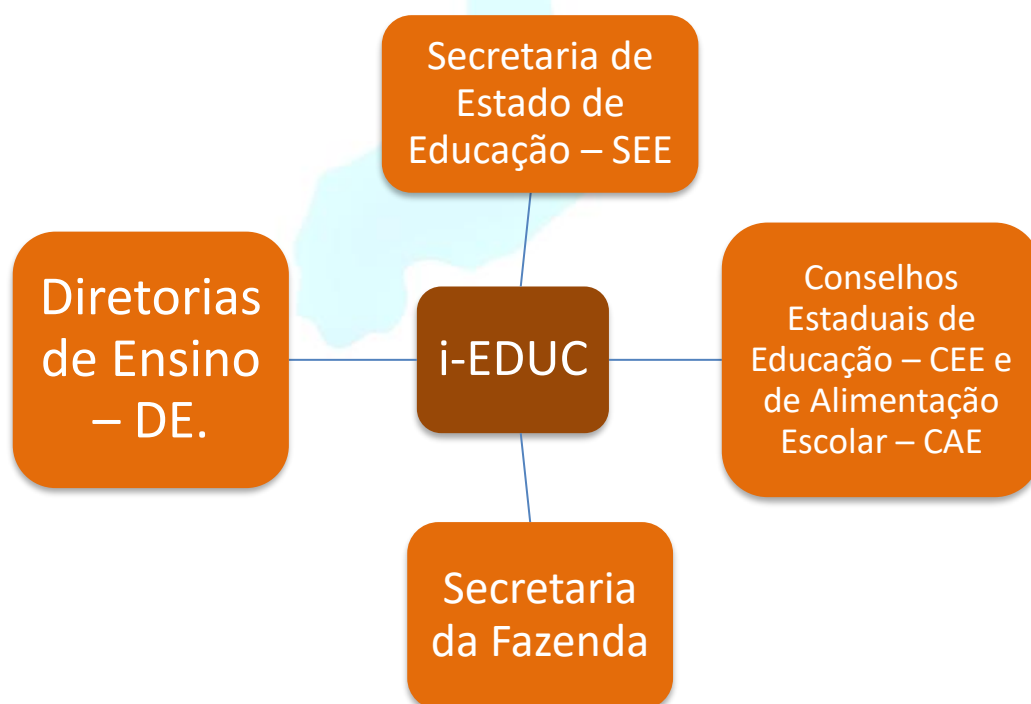 Secretaria de
Estado de
Educação – SEE
Diretorias
de Ensino
– DE.
i-EDUC
Conselhos
Estaduais de
Educação – CEE e
de Alimentação
Escolar – CAE
Secretaria
da Fazenda